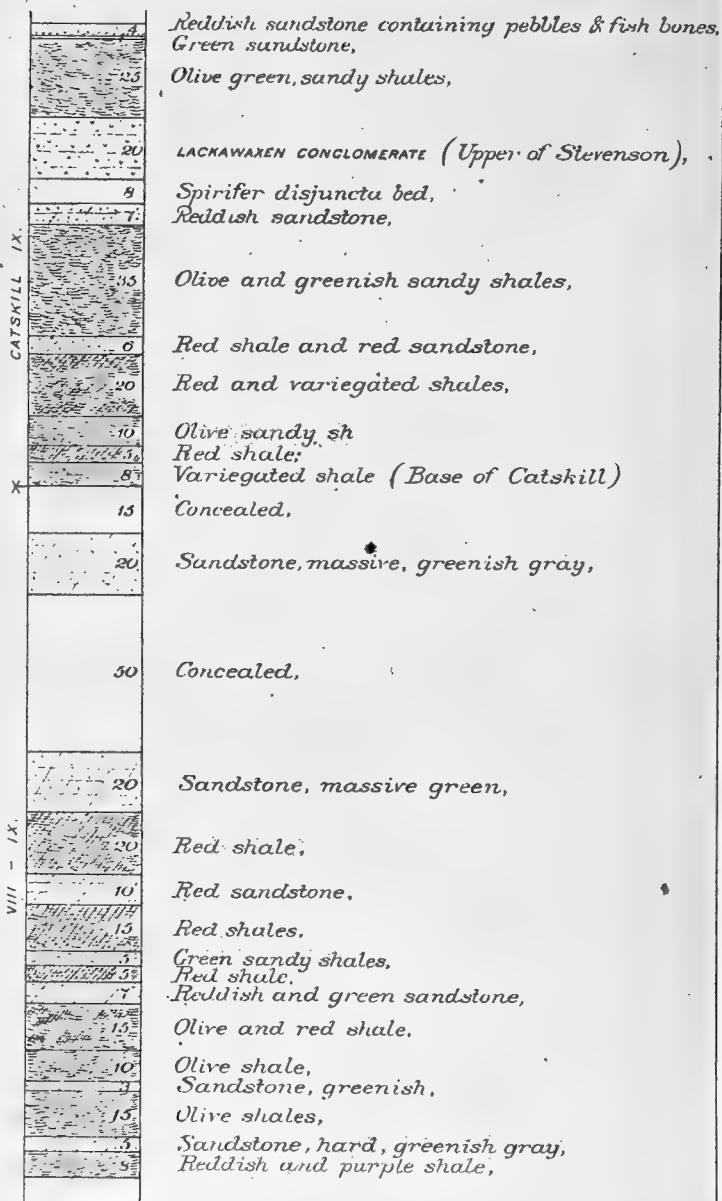 4 Reddish sandstone containing pebbles & fish bones,
Green sandstone,
25 Olive green, sandy shales,
20 LACKAWAXEN CONGLOMERATE (Upper of Stevenson),
8 Spirifer disjuncta bed,
7 Reddish sandstone,
CATSKILL IX.
35 Olive and greenish sandy shales,
6 Red shale and red sandstone,
20 Red and variegated shales,
10 Olive sandy sh
5 Red shale;
8 Variegated shale (Base of Catskill)
15 Concealed,
20 Sandstone, massive, greenish gray,
50 Concealed,
20 Sandstone, massive green,
VIII - IX.
20 Red shale,
10 Red sandstone,
15 Red shales,
5 Green sandy shales,
5 Red shale,
7 Reddish and green sandstone,
15 Olive and red shale,
10 Olive shale,
3 Sandstone, greenish,
15 Olive shales,
5 Sandstone, hard, greenish gray,
8 Reddish and purple shale,